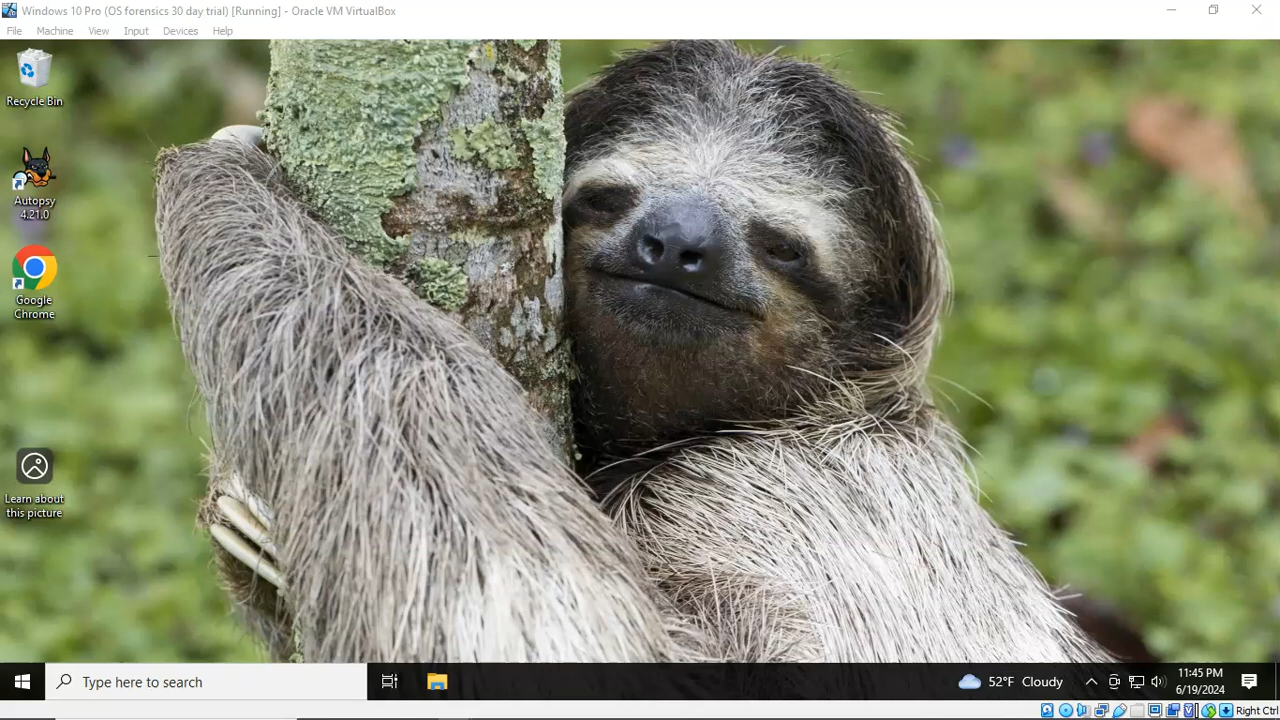 Windows 10 Pro (OS forensics 30 day trial) [Running] - Oracle VM VirtualBox
File Machine View Input Devices Help
Recycle Bin
Autopsy
4.21.0
Google
Chrome
Learn about
this picture
Type here to search
52°F Cloudy
11:45 PM
6/19/2024
Right Ctrl